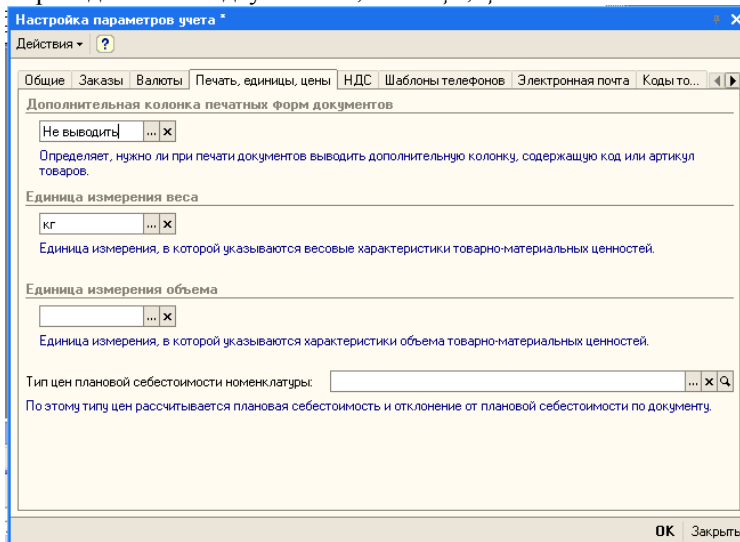 Настройка параметров учета *
Действия
Общие Заказы Валюты Печать, единицы, цены НДС Шаблоны телефонов Электронная почта Коды то...
Дополнительная колонка печатных форм документов
Не выводить ... x
Определяет, нужно ли при печати документов выводить дополнительную колонку, содержащую код или артикул
товаров.
Единица измерения веса
кг ... x
Единица измерения, в которой указываются весовые характеристики товарно-материальных ценностей.
Единица измерения объема
... x
Единица измерения, в которой указываются характеристики объема товарно-материальных ценностей.
Тип цен плановой себестоимости номенклатуры: ... x
По этому типу цен рассчитывается плановая себестоимость и отклонение от плановой себестоимости по документу.
OK Закрыть